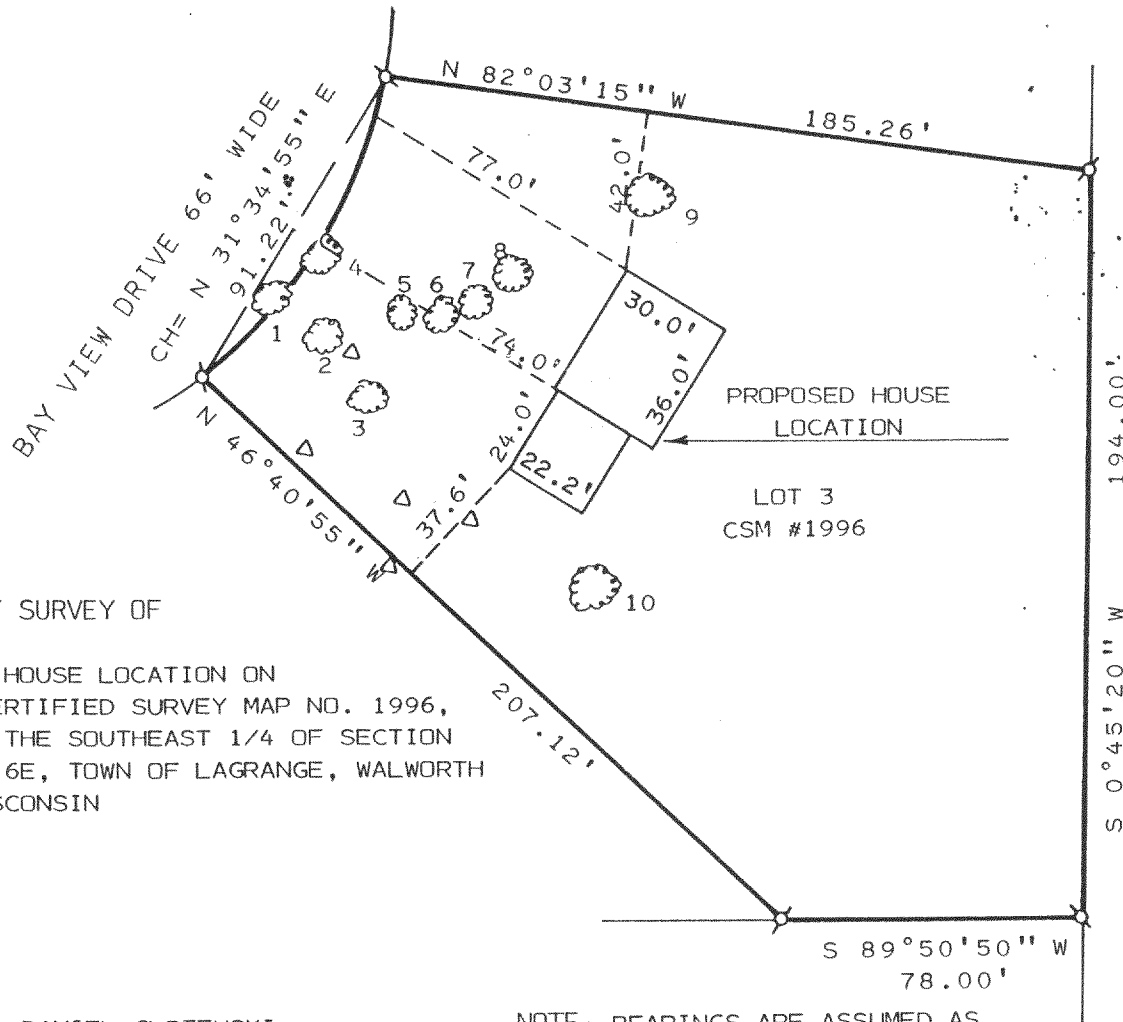 N 82°03'15" W
185.26'
BAY VIEW DRIVE 66' WIDE
CH= N 31°34'55" E
91.22'
77.0'
42.0'
9
8
7
6
5
4
1
2
3
74.0'
30.0'
36.0'
24.0'
22.2'
37.6'
PROPOSED HOUSE
LOCATION
LOT 3
CSM #1996
194.00'
S 0°45'20" W
N 46°40'55" W
207.12'
10
SURVEY OF
HOUSE LOCATION ON
ERTIFIED SURVEY MAP NO. 1996,
THE SOUTHEAST 1/4 OF SECTION
6E, TOWN OF LAGRANGE, WALWORTH
SCONSIN
S 89°50'50" W
78.00'
NOTE: BEARINGS ARE ASSUMED AS